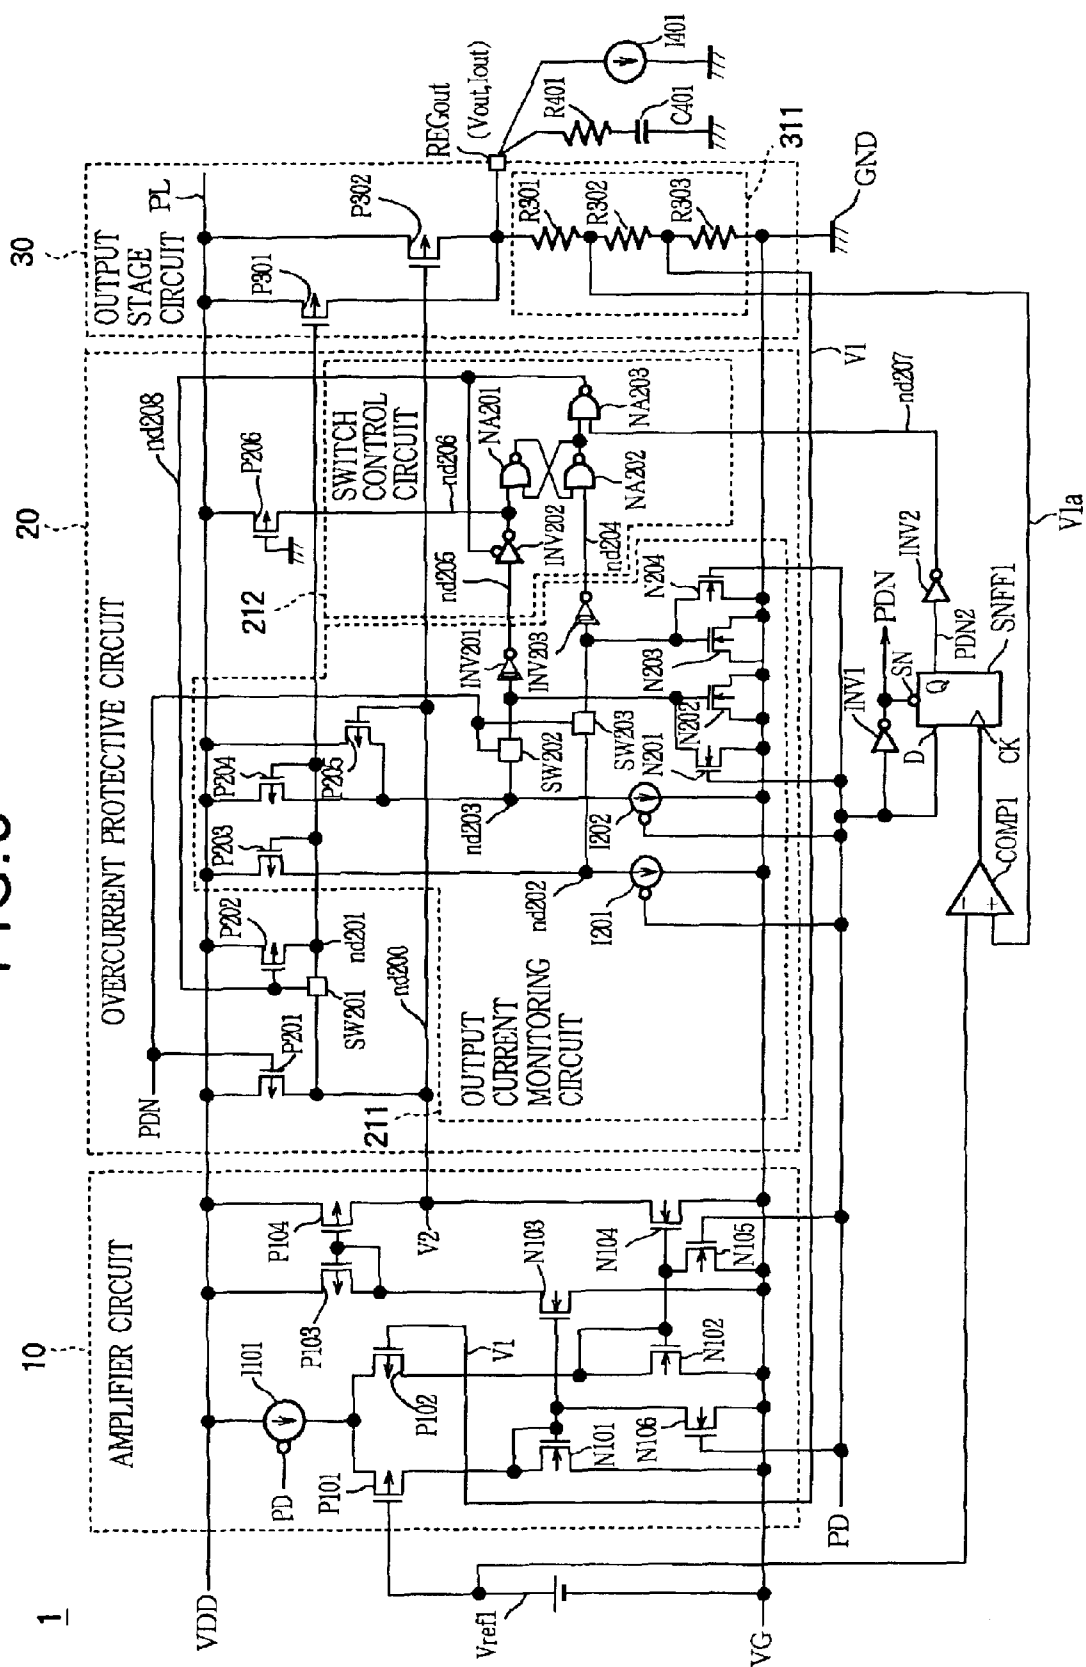 1
10
AMPLIFIER CIRCUIT
VDD
I101
PD
P101
P102
P103
P104
V1
V2
N101
N102
N103
N104
N105
N106
Vref1
VG
PD
20
OVERCURRENT PROTECTIVE CIRCUIT
PDN
P201
P202
P203
P204
P205
P206
SW201
nd201
nd200
nd208
212
SWITCH
CONTROL
CIRCUIT
NA201
NA202
NA203
nd206
INV202
nd205
nd204
INV201
INV203
SW202
SW203
nd203
nd202
I201
I202
N201
N202
N203
N204
211
OUTPUT
CURRENT
MONITORING
CIRCUIT
30
OUTPUT
STAGE
CIRCUIT
PL
P301
P302
REGout
(Vout,Iout)
R301
R302
R303
311
GND
R401
C401
I401
V1
nd207
V1a
INV1
PDN
SN
D
Q
CK
PDN2
INV2
SNFF1
COMP1
-
+